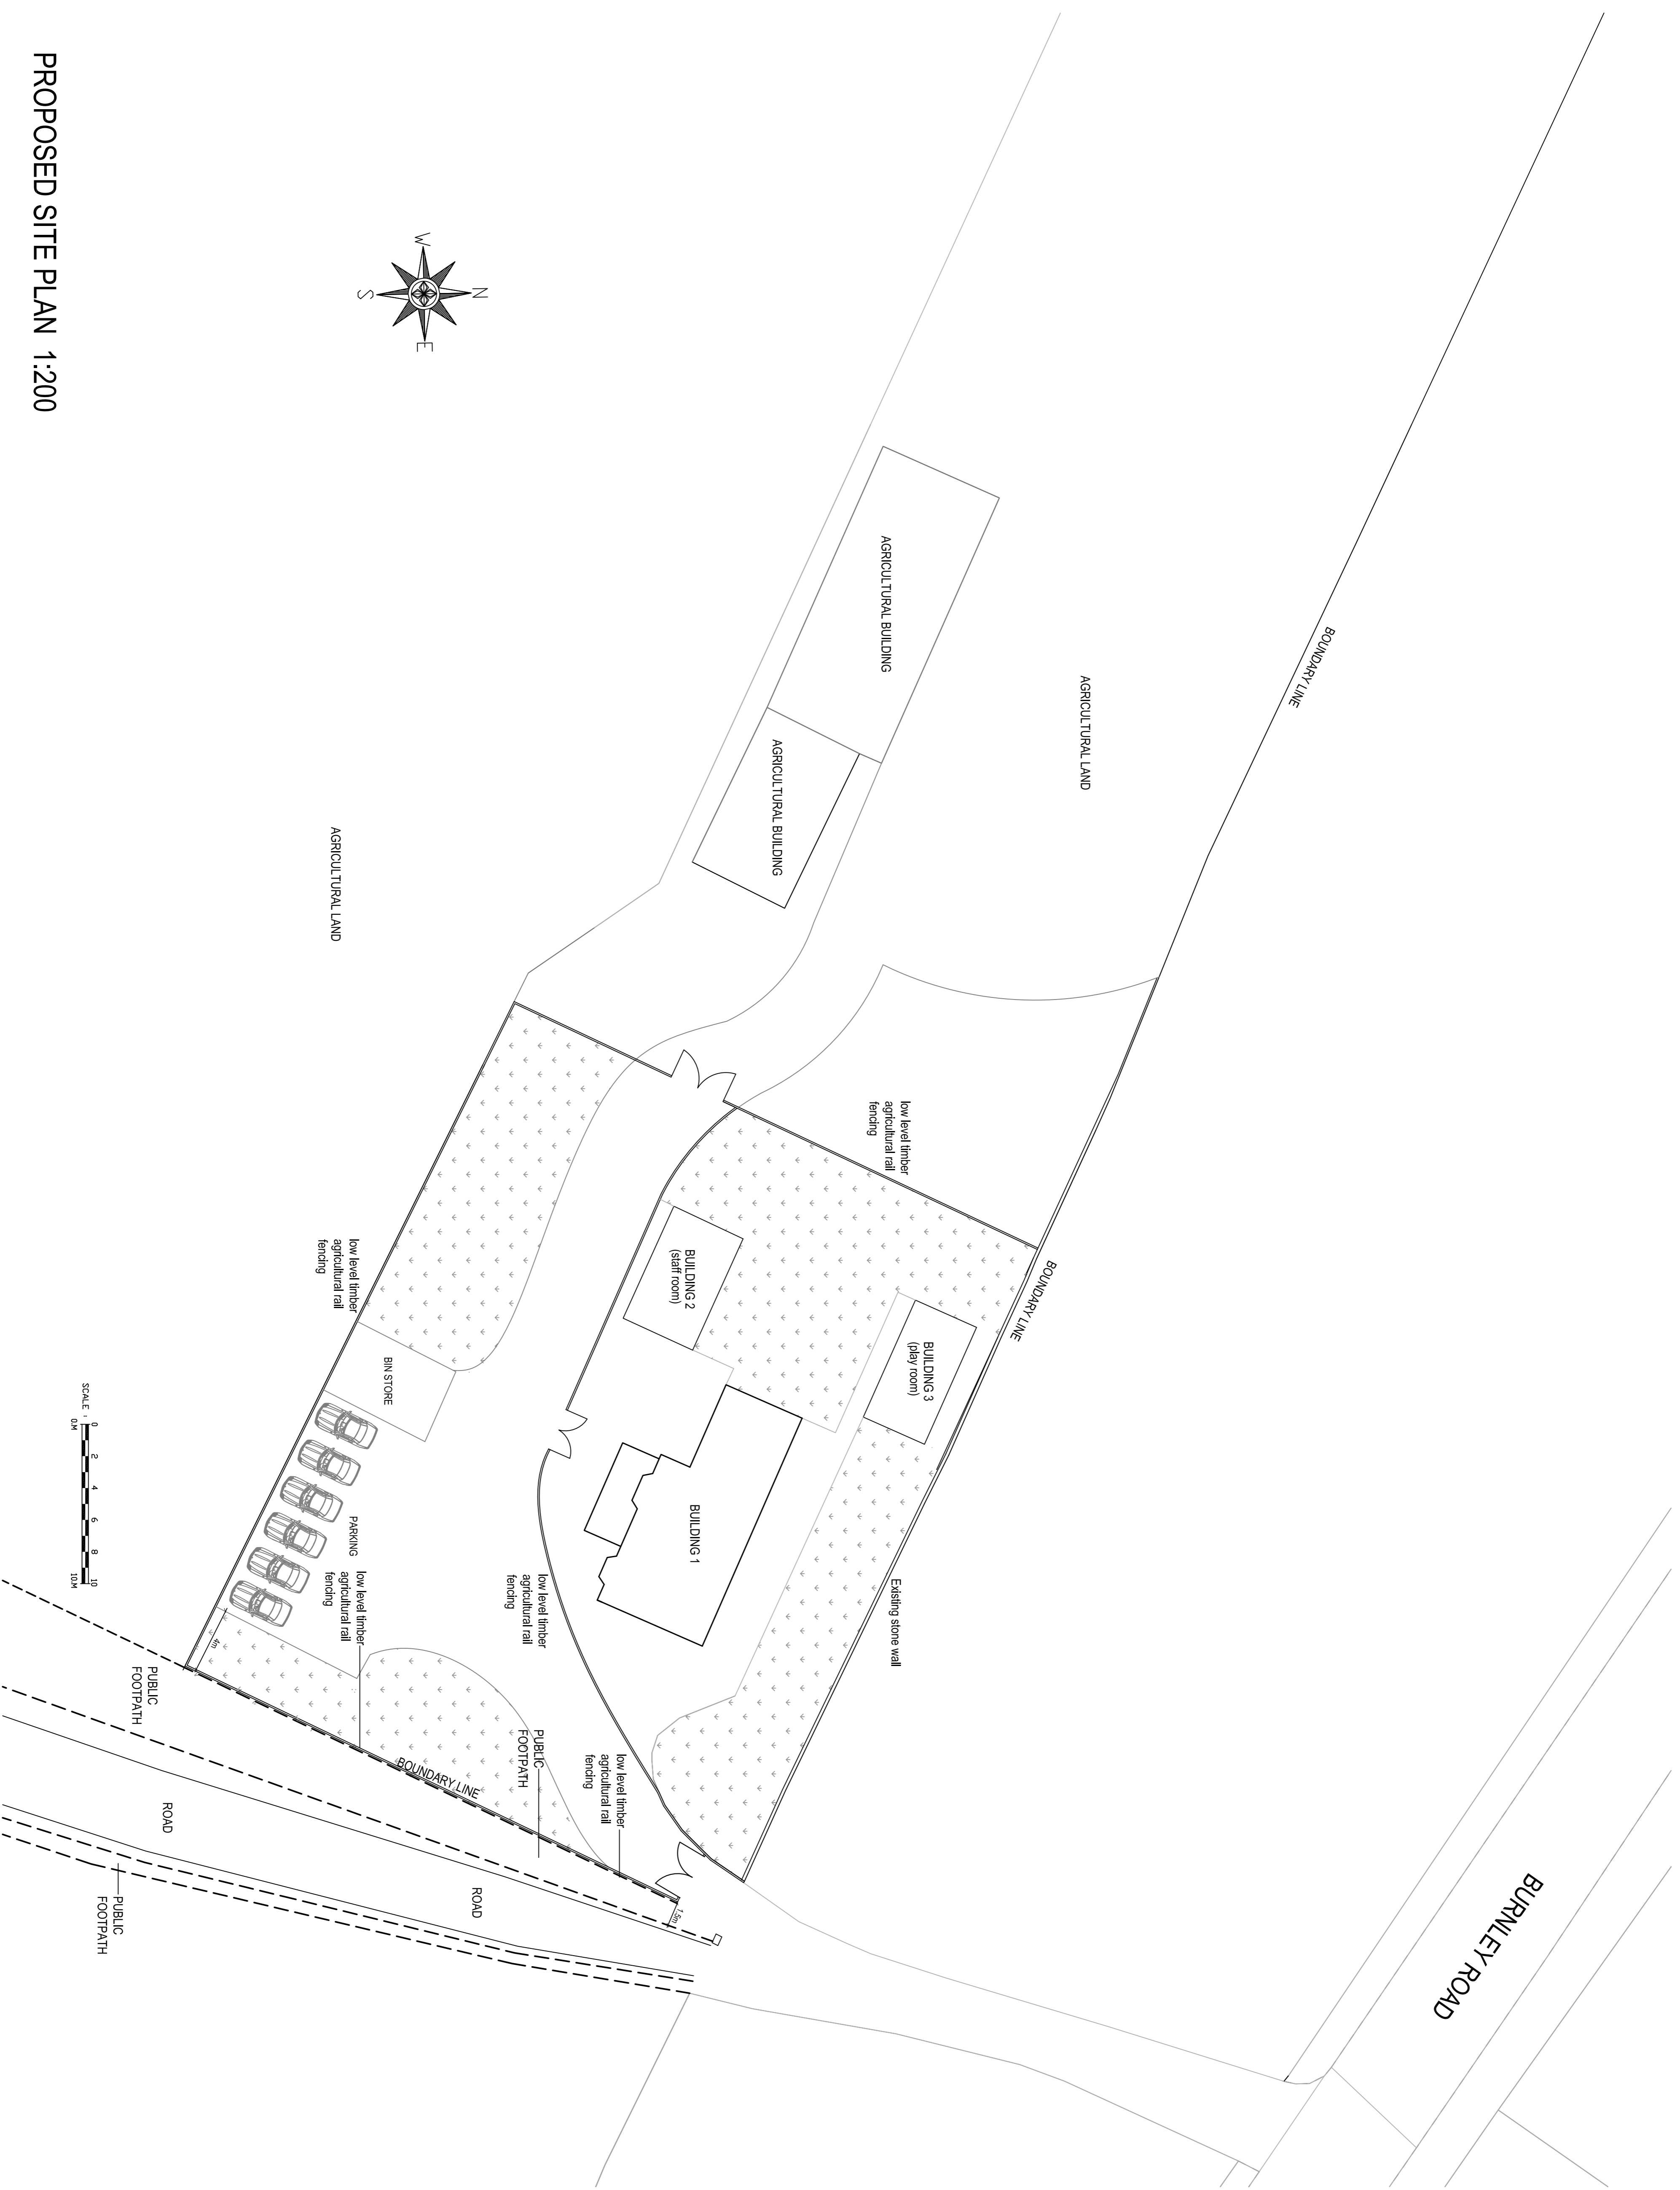 PROPOSED SITE PLAN 1:200
N
E
S
W
BURNLEY ROAD
BOUNDARY LINE
AGRICULTURAL LAND
AGRICULTURAL BUILDING
AGRICULTURAL BUILDING
AGRICULTURAL LAND
low level timber
agricultural rail
fencing
BOUNDARY LINE
BUILDING 3
(play room)
BUILDING 2
(staff room)
BUILDING 1
Existing stone wall
low level timber
agricultural rail
fencing
BIN STORE
PARKING
low level timber
agricultural rail
fencing
low level timber
agricultural rail
fencing
low level timber
agricultural rail
fencing
PUBLIC
FOOTPATH
BOUNDARY LINE
4m
1.5m
PUBLIC
FOOTPATH
ROAD
ROAD
PUBLIC
FOOTPATH
SCALE :
0 2 4 6 8 10
0.M 10.M